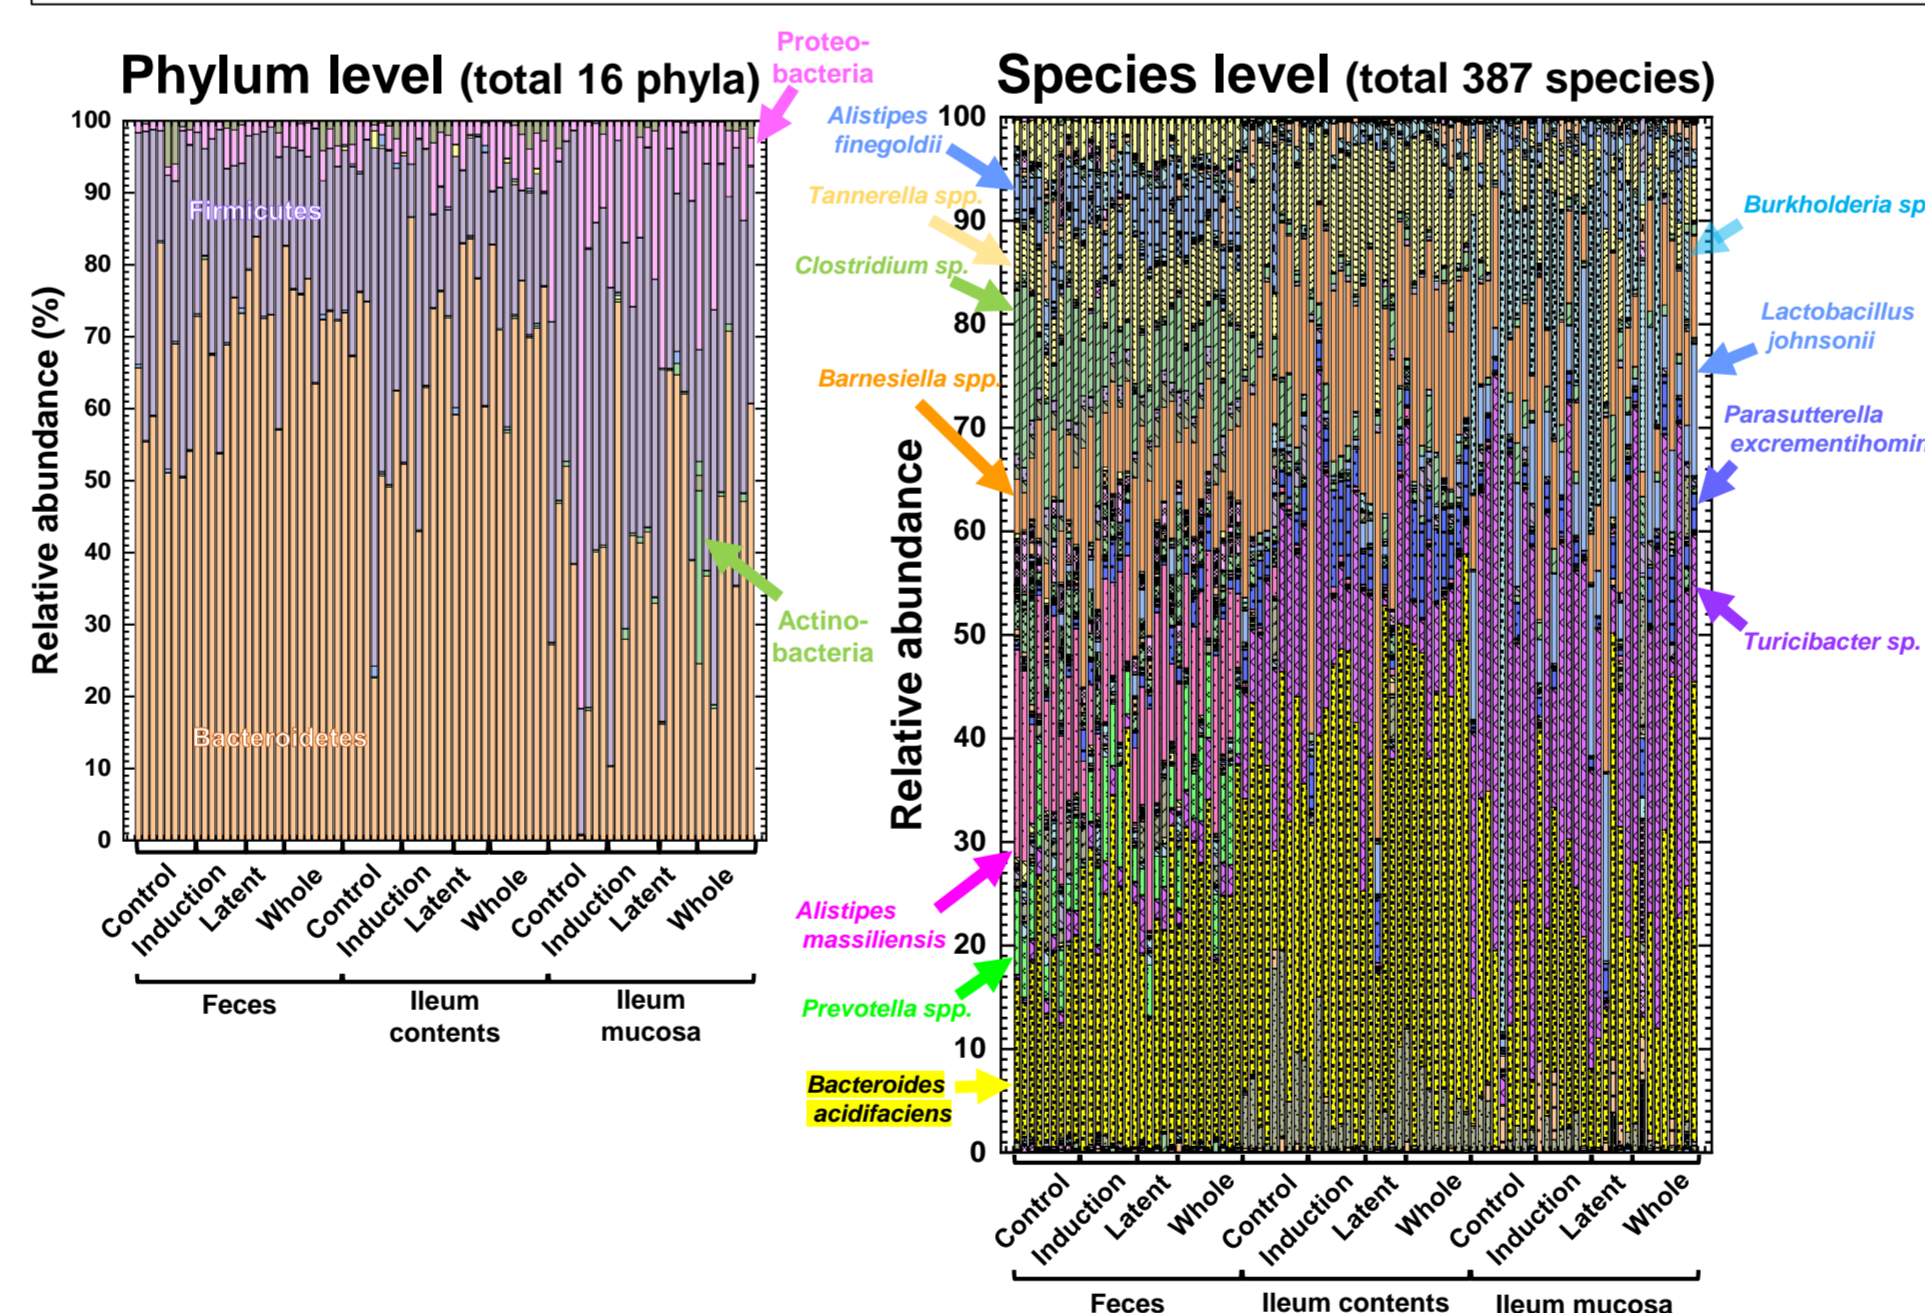 Phylum level (total 16 phyla)
Proteo-
bacteria
Relative abundance (%)
100
90
80
70
60
50
40
30
20
10
0
Firmicutes
Bacteroidetes
Actino-
bacteria
Control
Induction
Latent
Whole
Control
Induction
Latent
Whole
Control
Induction
Latent
Whole
Feces
Ileum
contents
Ileum
mucosa
Species level (total 387 species)
Alistipes
finegoldii
Tannerella spp.
Clostridium sp.
Barnesiella spp.
Alistipes
massiliensis
Prevotella spp.
Bacteroides
acidifaciens
Relative abundance
100
90
80
70
60
50
40
30
20
10
0
Burkholderia sp
Lactobacillus
johnsonii
Parasutterella
excrementihomin
Turicibacter sp.
Control
Induction
Latent
Whole
Control
Induction
Latent
Whole
Control
Induction
Latent
Whole
Feces
Ileum contents
Ileum mucosa